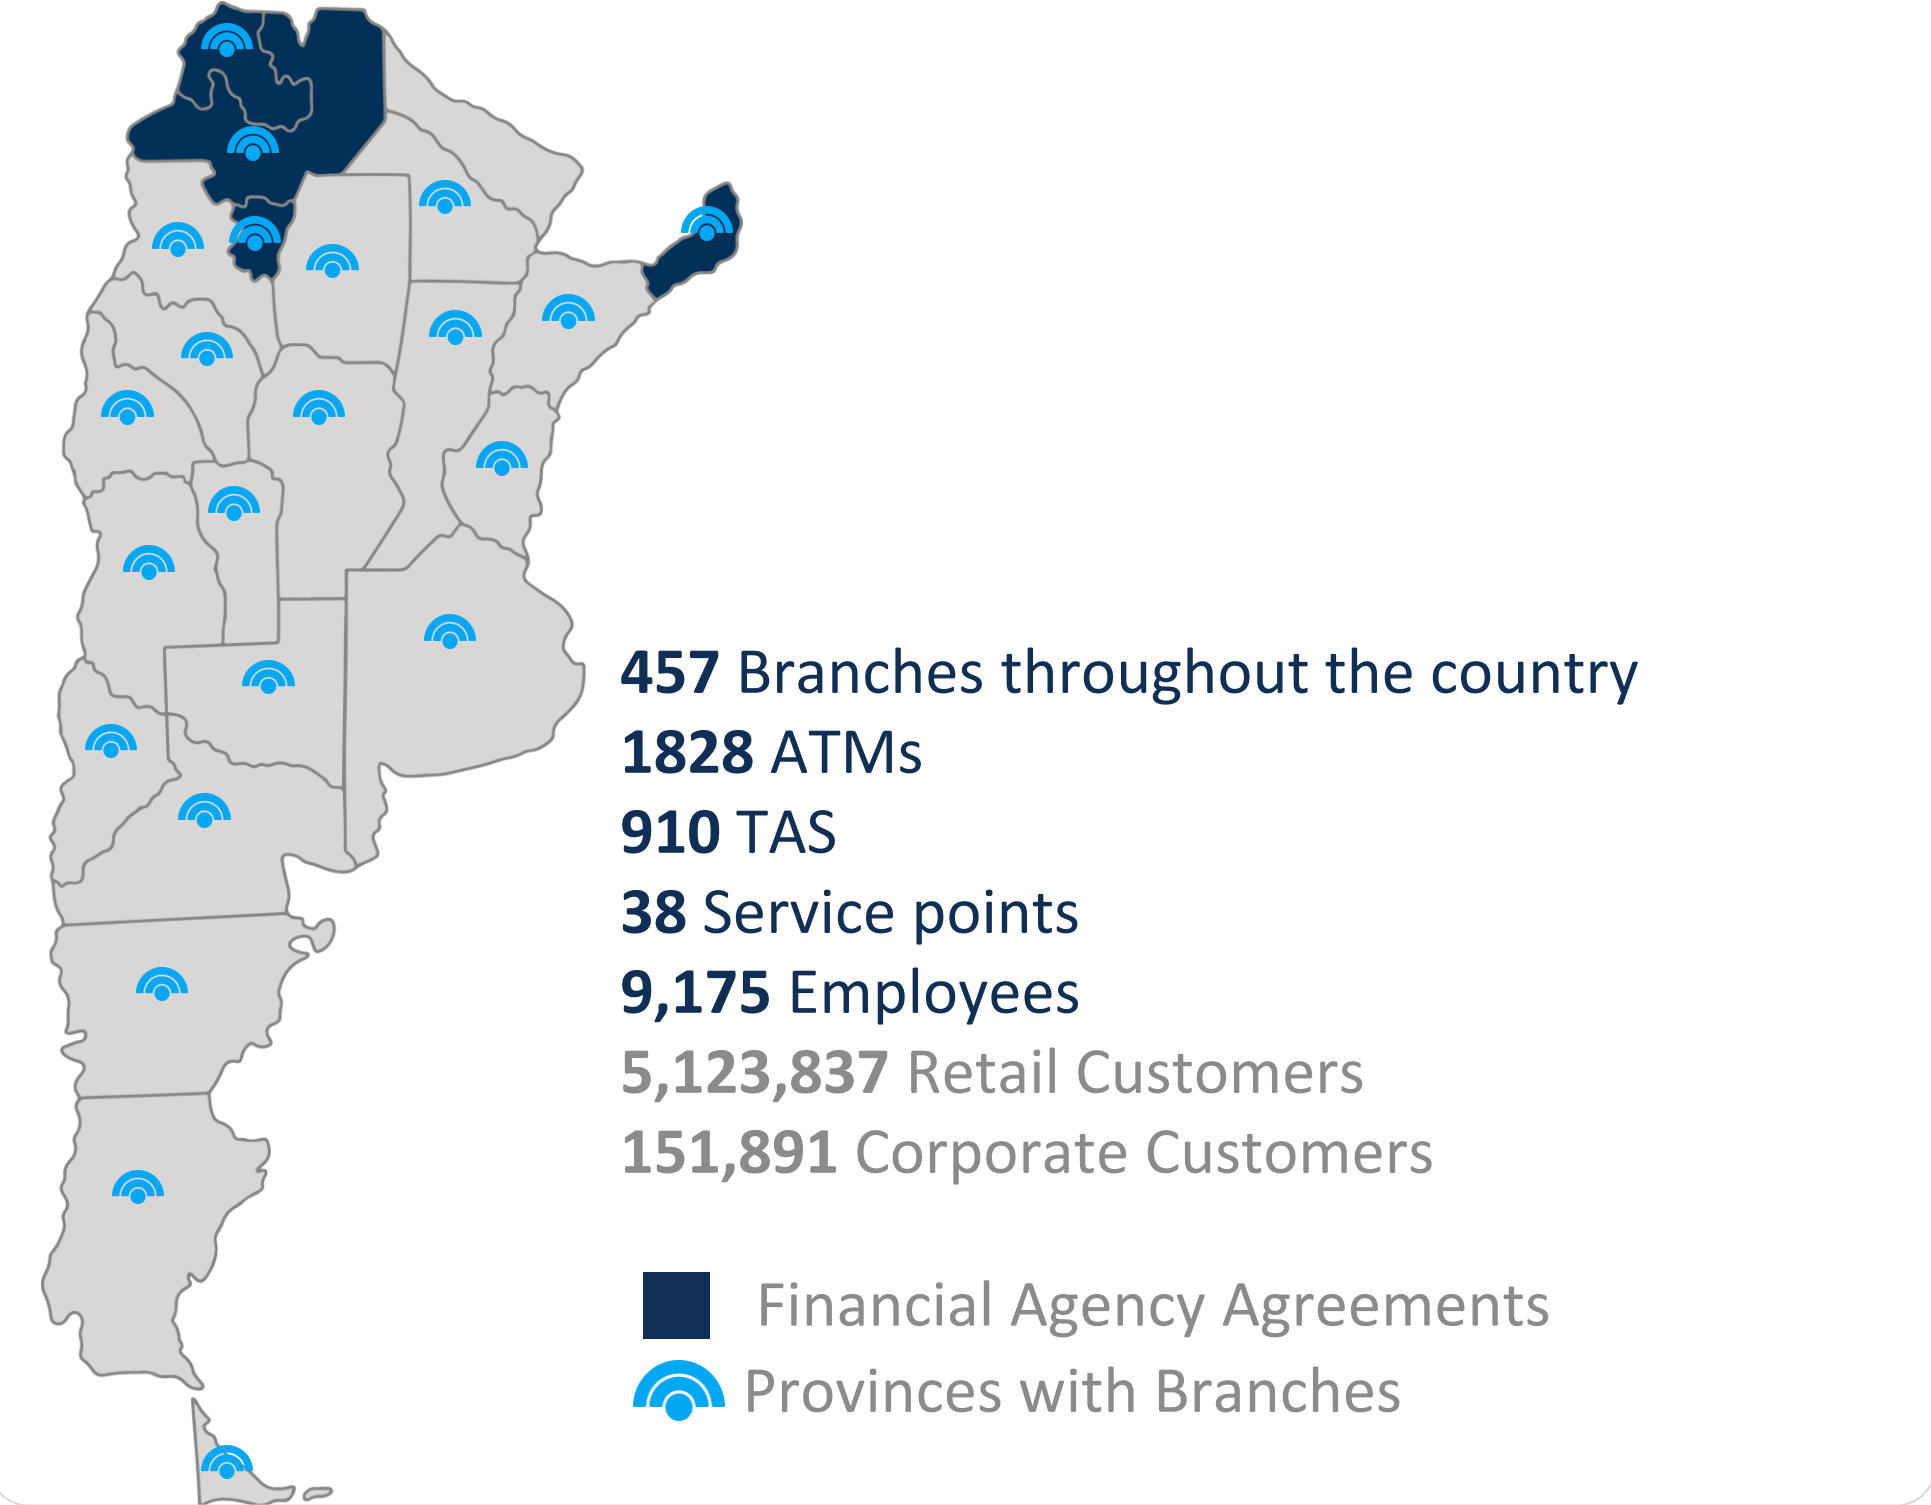 457 Branches throughout the country
1828 ATMs
910 TAS
38 Service points
9,175 Employees
5,123,837 Retail Customers
151,891 Corporate Customers
Financial Agency Agreements
Provinces with Branches